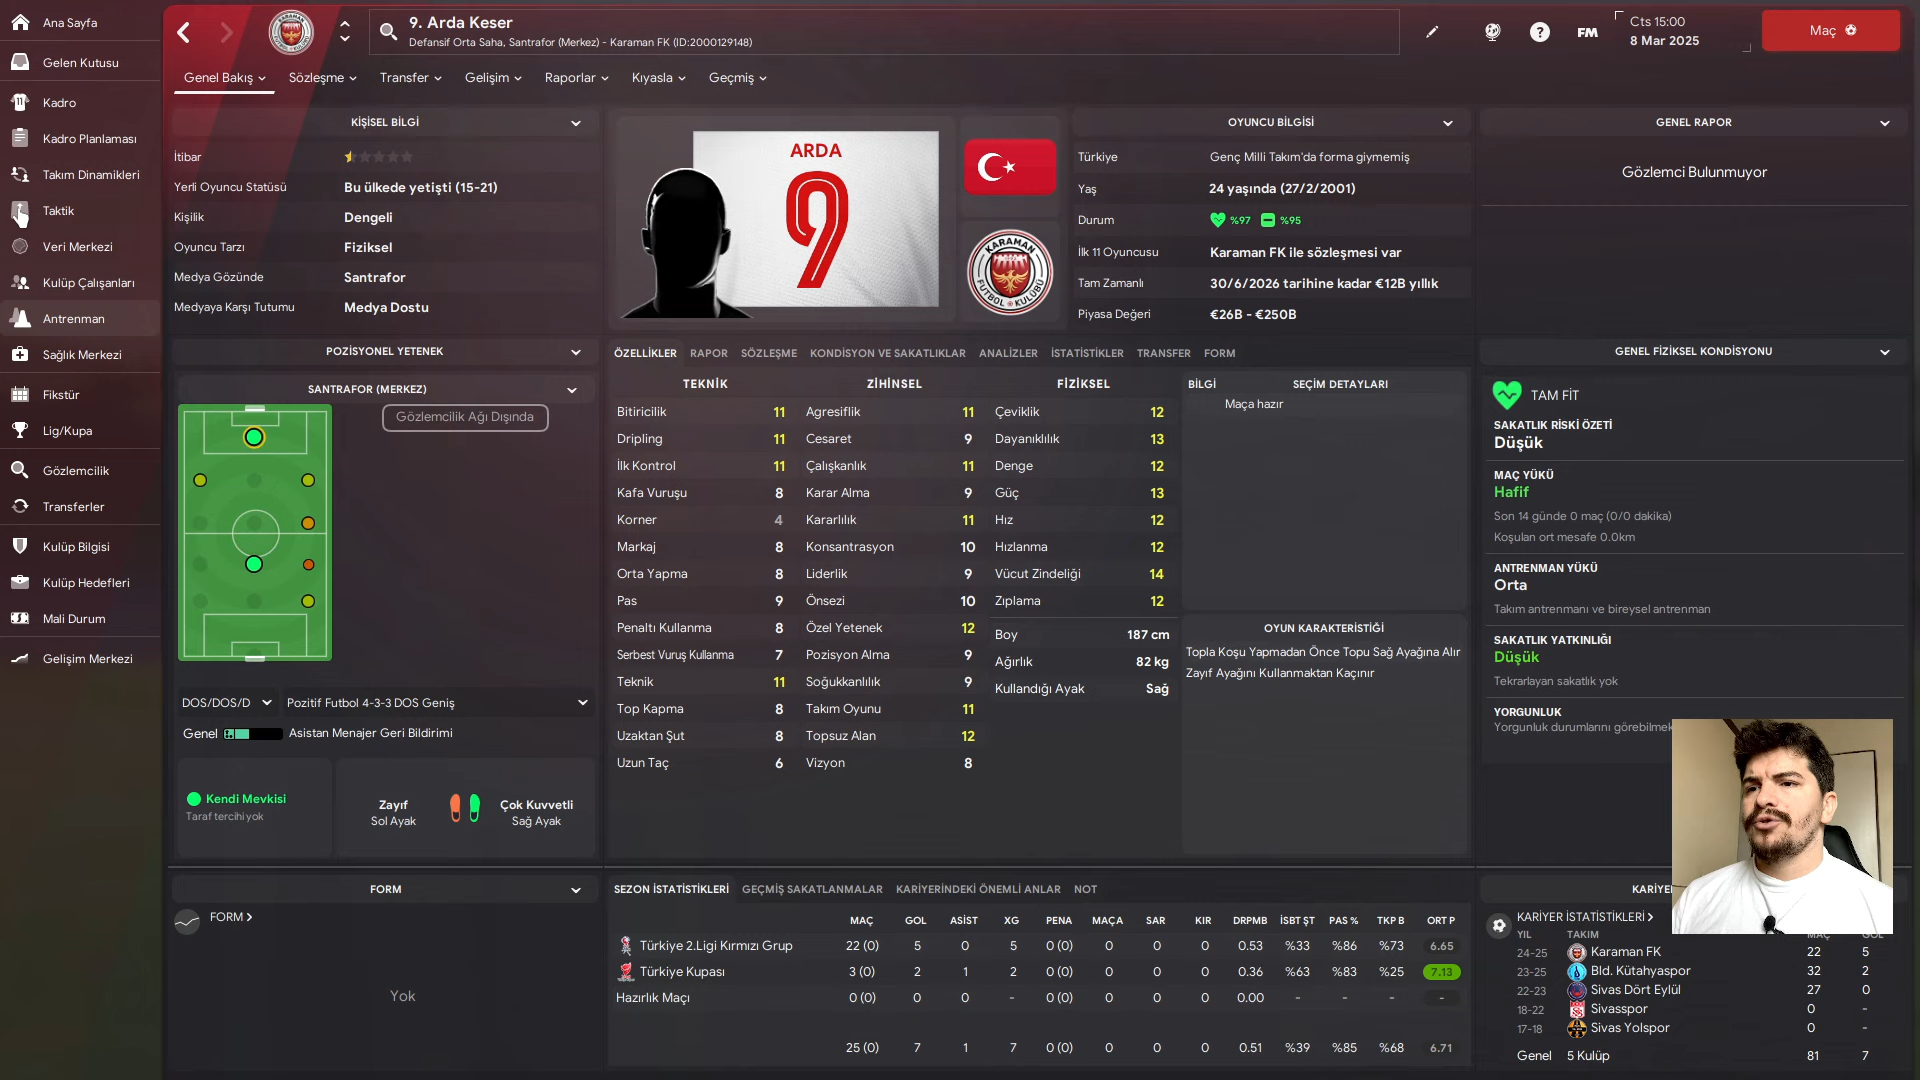 Ana Sayfa
Gelen Kutusu
Kadro
Kadro Planlaması
Takım Dinamikleri
Taktik
Veri Merkezi
Kulüp Çalışanları
Antrenman
Sağlık Merkezi
Fikstür
Lig/Kupa
Gözlemcilik
Transferler
Kulüp Bilgisi
Kulüp Hedefleri
Mali Durum
Gelişim Merkezi
9. Arda Keser
Defansif Orta Saha, Santrafor (Merkez) - Karaman FK (ID:2000129148)
FM
Cts 15:00
8 Mar 2025
Maç
Genel Bakış
Sözleşme
Transfer
Gelişim
Raporlar
Kıyasla
Geçmiş
KİŞİSEL BİLGİ
İtibar
Yerli Oyuncu Statüsü Bu ülkede yetişti (15-21)
Kişilik Dengeli
Oyuncu Tarzı Fiziksel
Medya Gözünde Santrafor
Medyaya Karşı Tutumu Medya Dostu
ARDA
9
KARAMAN
FUTBOL KULÜBÜ
OYUNCU BİLGİSİ
Türkiye Genç Milli Takım'da forma giymemiş
Yaş 24 yaşında (27/2/2001)
Durum %97 %95
İlk 11 Oyuncusu Karaman FK ile sözleşmesi var
Tam Zamanlı 30/6/2026 tarihine kadar €12B yıllık
Piyasa Değeri €26B - €250B
GENEL RAPOR
Gözlemci Bulunmuyor
POZİSYONEL YETENEK
SANTRAFOR (MERKEZ)
Gözlemcilik Ağı Dışında
DOS/DOS/D Pozitif Futbol 4-3-3 DOS Geniş
Genel Asistan Menajer Geri Bildirimi
Kendi Mevkisi
Taraf tercihi yok
Zayıf
Sol Ayak
Çok Kuvvetli
Sağ Ayak
ÖZELLİKLER RAPOR SÖZLEŞME KONDİSYON VE SAKATLIKLAR ANALİZLER İSTATİSTİKLER TRANSFER FORM
TEKNİK
Bitiricilik 11
Dripling 11
İlk Kontrol 11
Kafa Vuruşu 8
Korner 4
Markaj 8
Orta Yapma 8
Pas 9
Penaltı Kullanma 8
Serbest Vuruş Kullanma 7
Teknik 11
Top Kapma 8
Uzaktan Şut 8
Uzun Taç 6
ZİHİNSEL
Agresiflik 11
Cesaret 9
Çalışkanlık 11
Karar Alma 9
Kararlılık 11
Konsantrasyon 10
Liderlik 9
Önsezi 10
Özel Yetenek 12
Pozisyon Alma 9
Soğukkanlılık 9
Takım Oyunu 11
Topsuz Alan 12
Vizyon 8
FİZİKSEL
Çeviklik 12
Dayanıklılık 13
Denge 12
Güç 13
Hız 12
Hızlanma 12
Vücut Zindeliği 14
Zıplama 12
Boy 187 cm
Ağırlık 82 kg
Kullandığı Ayak Sağ
BİLGİ SEÇİM DETAYLARI
Maça hazır
OYUN KARAKTERİSTİĞİ
Topla Koşu Yapmadan Önce Topu Sağ Ayağına Alır
Zayıf Ayağını Kullanmaktan Kaçınır
GENEL FİZİKSEL KONDİSYONU
TAM FİT
SAKATLIK RİSKİ ÖZETİ
Düşük
MAÇ YÜKÜ
Hafif
Son 14 günde 0 maç (0/0 dakika)
Koşulan ort mesafe 0.0km
ANTRENMAN YÜKÜ
Orta
Takım antrenmanı ve bireysel antrenman
SAKATLIK YATKINLIĞI
Düşük
Tekrarlayan sakatlık yok
YORGUNLUK
Yorgunluk durumlarını görebilmek
FORM
FORM
Yok
SEZON İSTATİSTİKLERİ GEÇMİŞ SAKATLANMALAR KARİYERİNDEKİ ÖNEMLİ ANLAR NOT
MAÇ GOL ASİST XG PENA MAÇA SAR KIR DRPMB İSBT ŞT PAS % TKP B ORT P
Türkiye 2.Ligi Kırmızı Grup 22 (0) 5 0 5 0 (0) 0 0 0 0.53 %33 %86 %73 6.65
Türkiye Kupası 3 (0) 2 1 2 0 (0) 0 0 0 0.36 %63 %83 %25 7.13
Hazırlık Maçı 0 (0) 0 0 - 0 (0) 0 0 0 0.00 - - - -
25 (0) 7 1 7 0 (0) 0 0 0 0.51 %39 %85 %68 6.71
KARİYER İSTATİSTİKLERİ
YIL TAKIM MAÇ GOL
24-25 Karaman FK 22 5
23-25 Bld. Kütahyaspor 32 2
22-23 Sivas Dört Eylül 27 0
18-22 Sivasspor 0 -
17-18 Sivas Yolspor 0 -
Genel 5 Kulüp 81 7